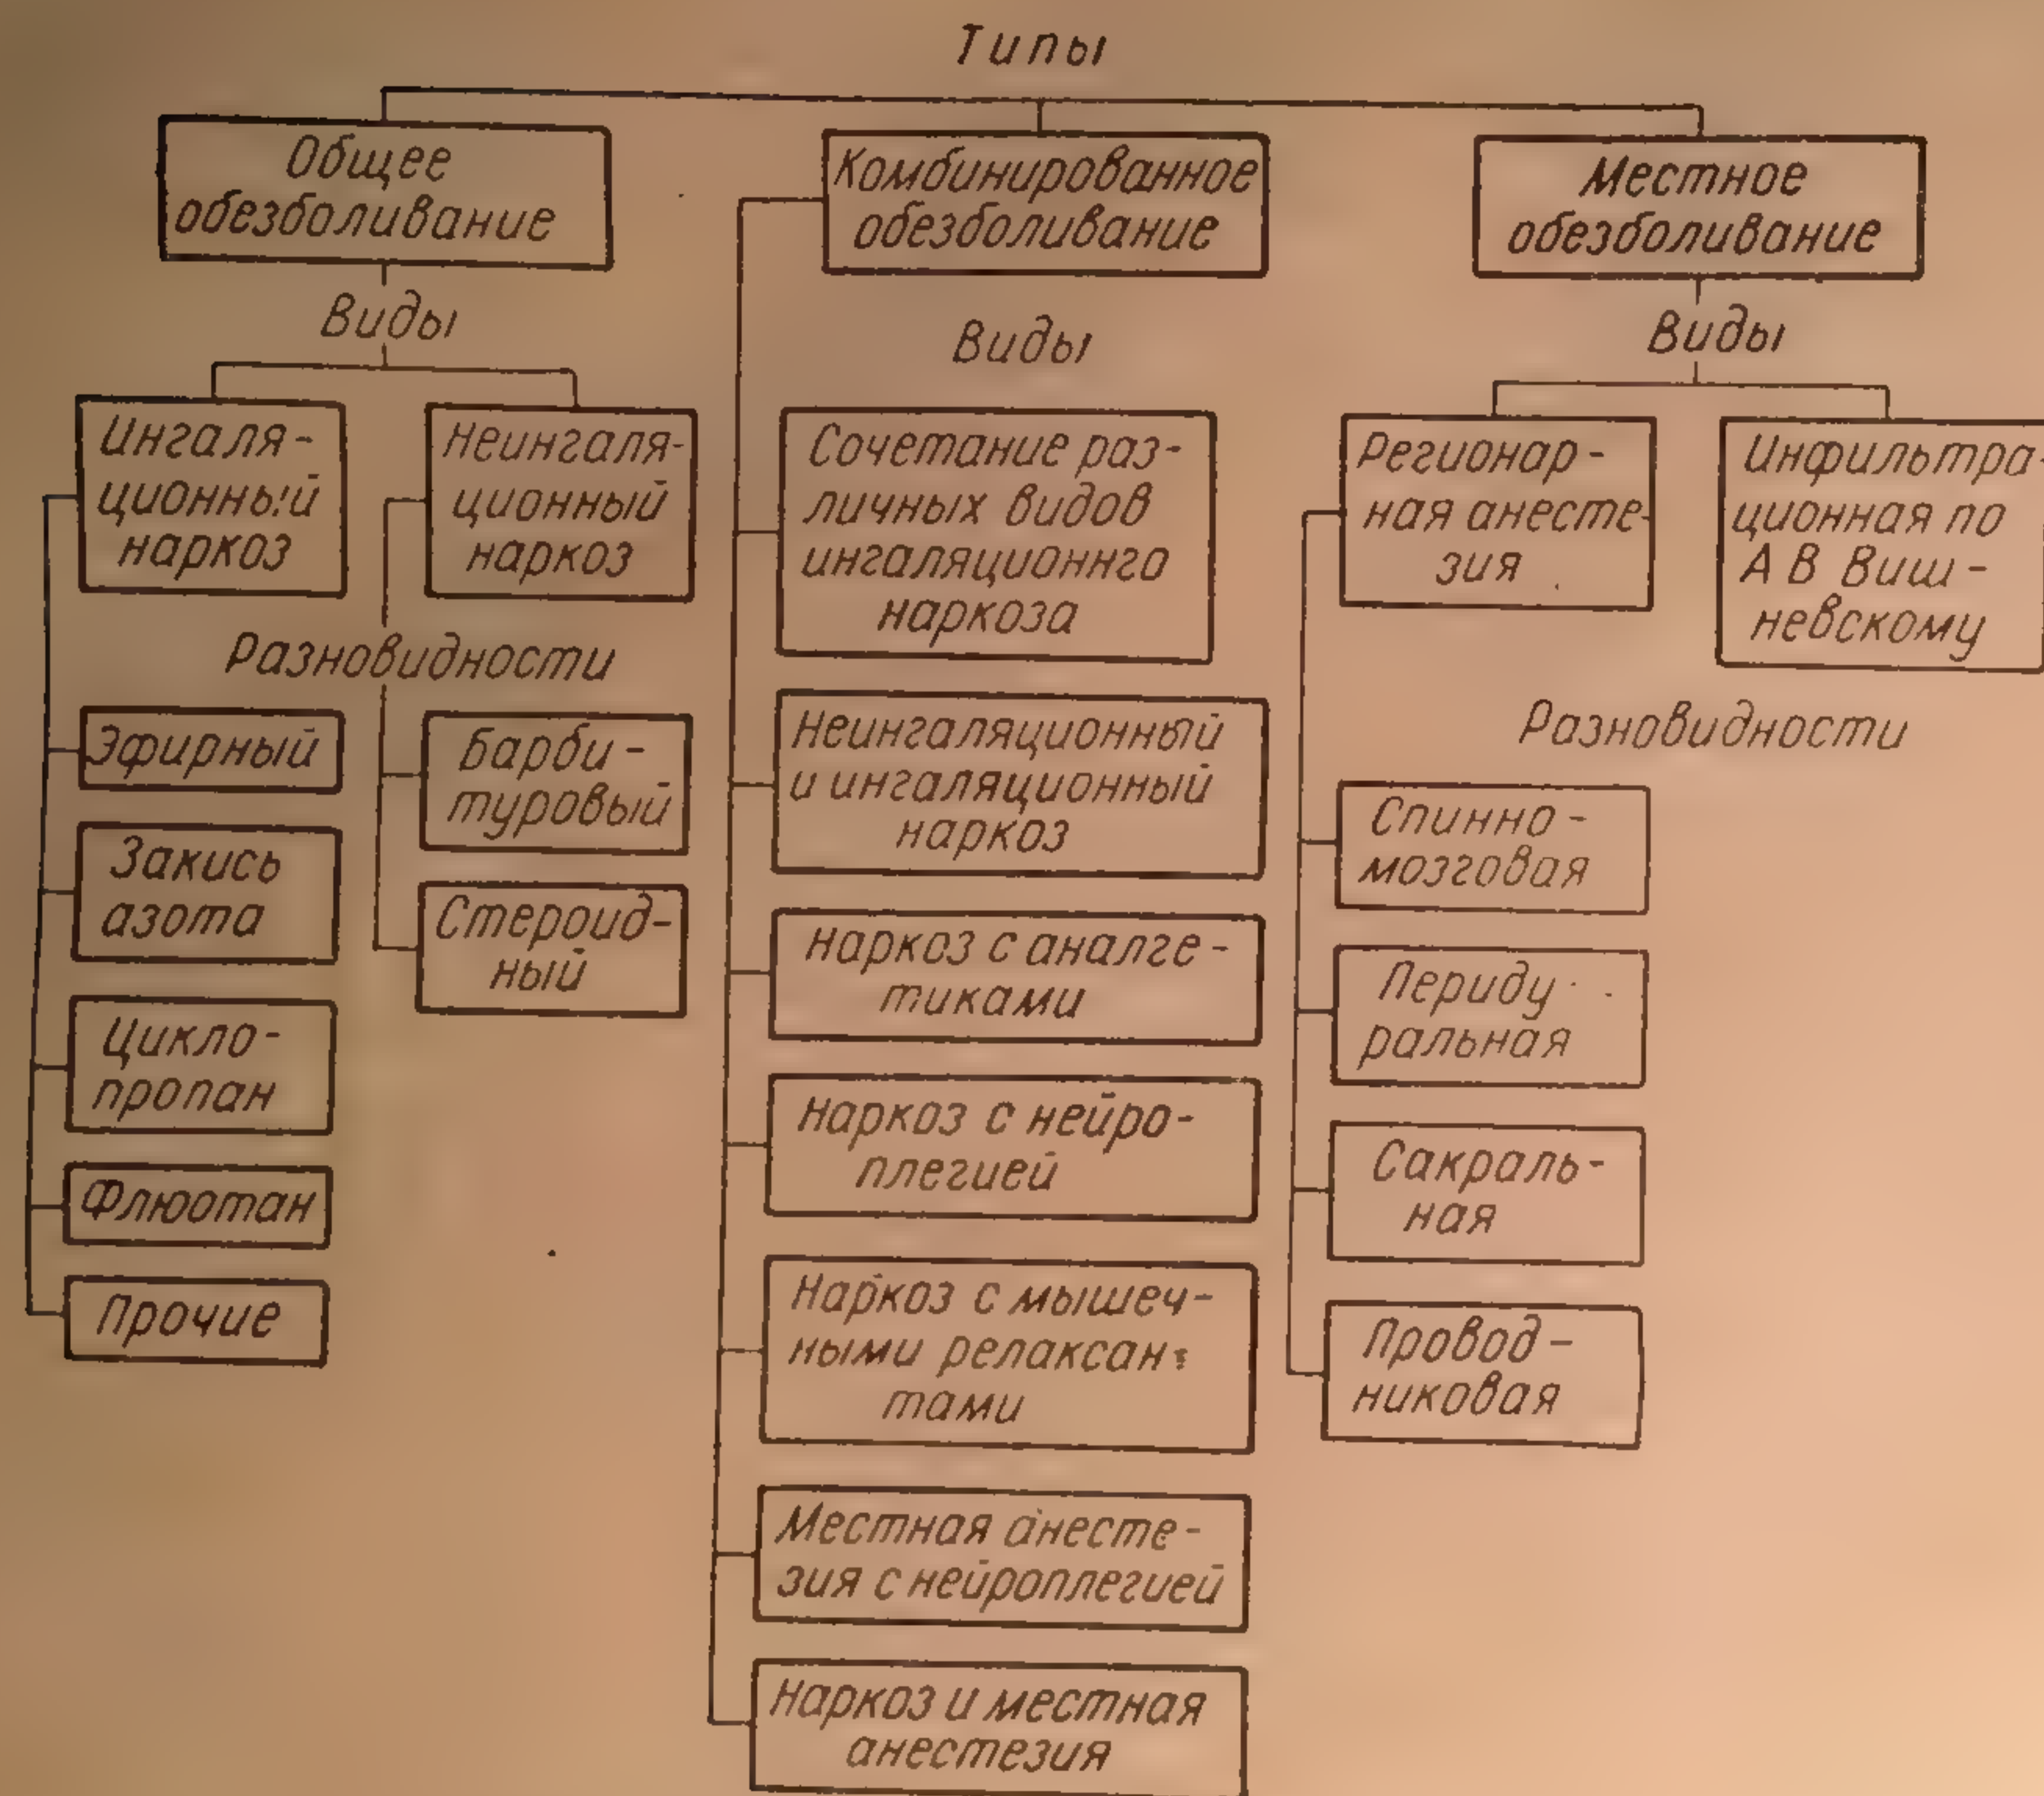 Типы
Общее
обезболивание
Комбинированное
обезболивание
Местное
обезболивание
Виды
Виды
Виды
Ингаля-
ционный
наркоз
Неингаля-
ционный
наркоз
Разновидности
Эфирный
Закись
азота
Цикло-
пропан
Флюотан
Прочие
Барби-
туровый
Стероид-
ный
Сочетание раз-
личных видов
ингаляционнго
наркоза
Неингаляционный
и ингаляционный
наркоз
Наркоз с аналге-
тиками
Наркоз с нейро-
плегией
Наркоз с мышеч-
ными релаксан-
тами
Местная анесте-
зия с нейроплегией
Наркоз и местная
анестезия
Регионар-
ная анесте-
зия
Инфильтра-
ционная по
А В Виш-
невскому
Разновидности
Спинно-
мозговая
Периду-
ральная
Сакраль-
ная
Провод-
никовая